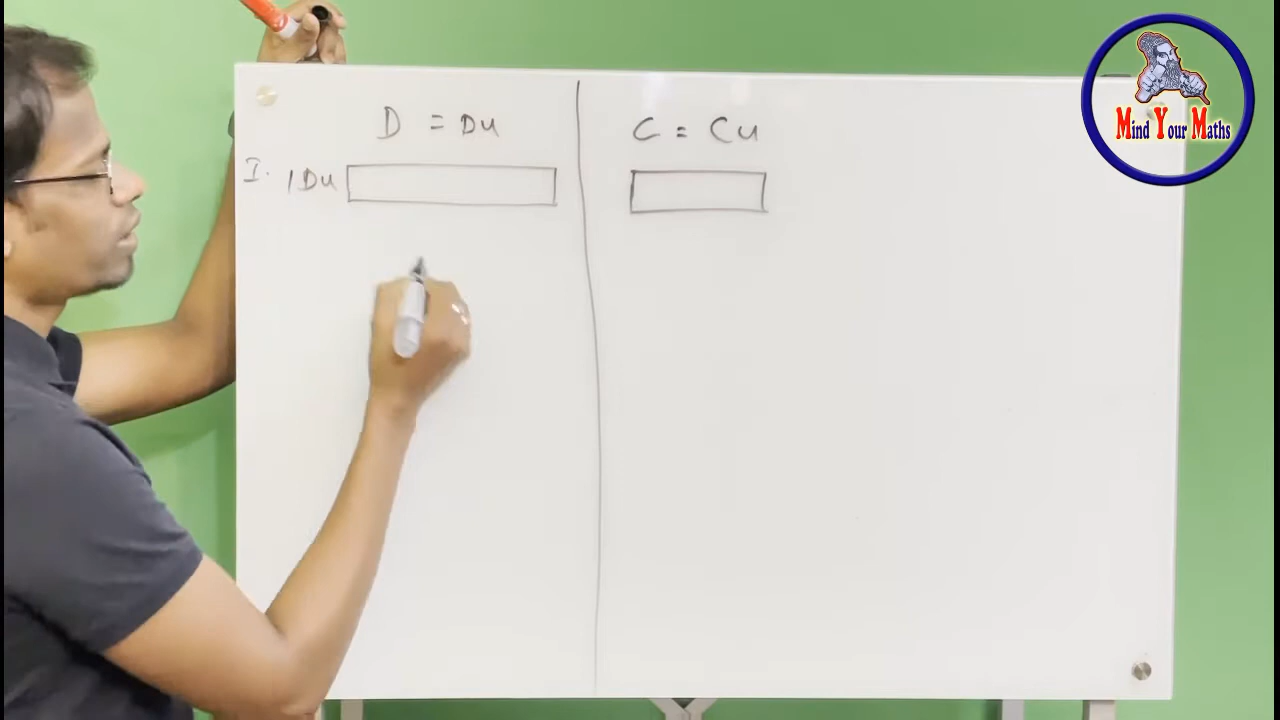 D = Du
C = Cu
I. 1Du
Mind Your Maths